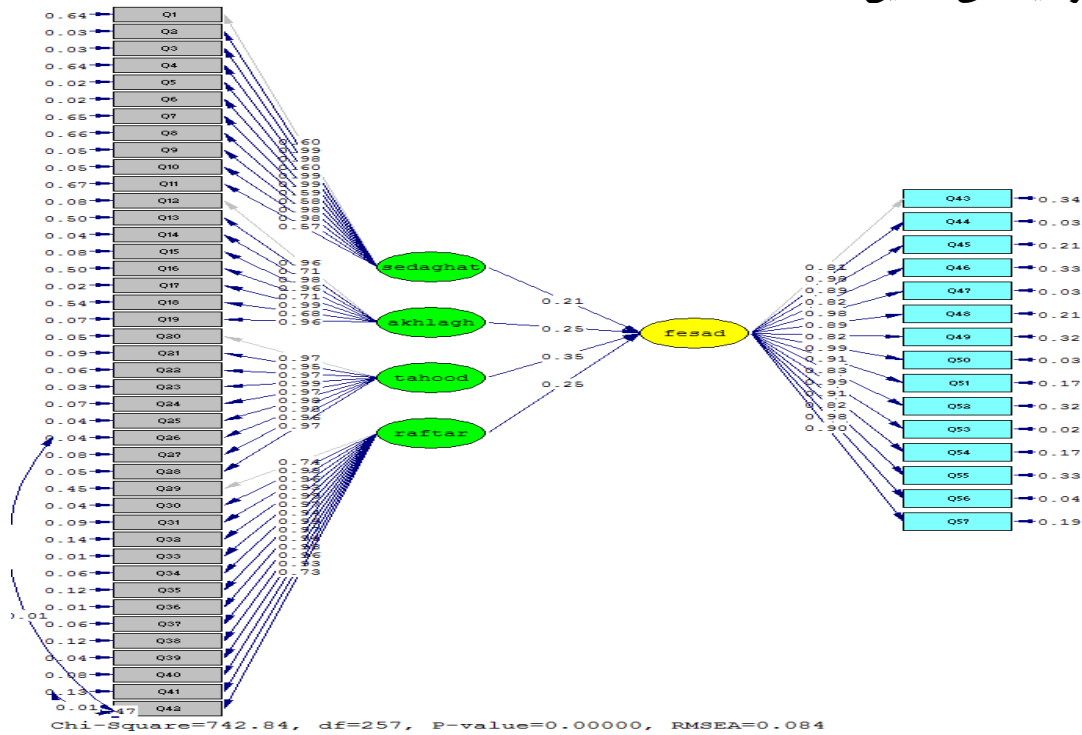 0.64 Q1
0.03 Q2
0.03 Q3
0.64 Q4
0.02 Q5
0.02 Q6
0.65 Q7
0.66 Q8
0.05 Q9
0.05 Q10
0.67 Q11
0.08 Q12
0.50 Q13
0.04 Q14
0.08 Q15
0.50 Q16
0.02 Q17
0.54 Q18
0.07 Q19
0.05 Q20
0.09 Q21
0.06 Q22
0.03 Q23
0.07 Q24
0.04 Q25
0.04 Q26
0.08 Q27
0.05 Q28
0.45 Q29
0.04 Q30
0.09 Q31
0.14 Q32
0.01 Q33
0.06 Q34
0.12 Q35
0.01 Q36
0.06 Q37
0.12 Q38
0.04 Q39
0.08 Q40
0.13 Q41
0.01 Q42
0.60
0.99
0.98
0.60
0.99
0.99
0.59
0.58
0.98
0.98
0.57
0.96
0.71
0.98
0.96
0.71
0.99
0.68
0.96
0.97
0.95
0.97
0.99
0.97
0.98
0.98
0.96
0.97
0.74
0.98
0.73
sedaghat
akhlagh
tahood
raftar
0.21
0.25
0.35
0.25
fesad
0.81
0.98
0.89
0.82
0.98
0.89
0.82
0.99
0.91
0.83
0.99
0.91
0.82
0.98
0.90
Q43 0.34
Q44 0.03
Q45 0.21
Q46 0.33
Q47 0.03
Q48 0.21
Q49 0.32
Q50 0.03
Q51 0.17
Q52 0.32
Q53 0.02
Q54 0.17
Q55 0.33
Q56 0.04
Q57 0.19
Chi-Square=742.84, df=257, P-value=0.00000, RMSEA=0.084